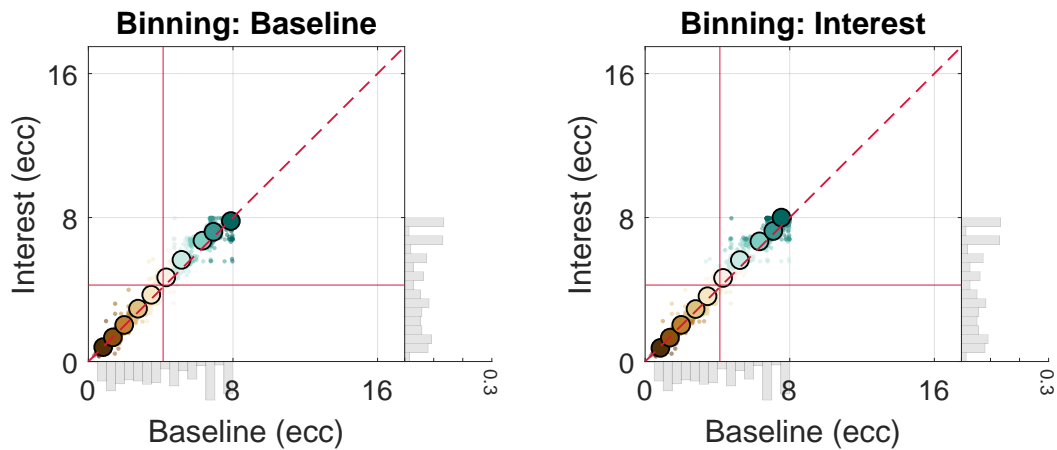 Binning: Baseline
16
8
0
Interest (ecc)
0
8
16
0.3
Baseline (ecc)
Binning: Interest
16
8
0
Interest (ecc)
0
8
16
0.3
Baseline (ecc)